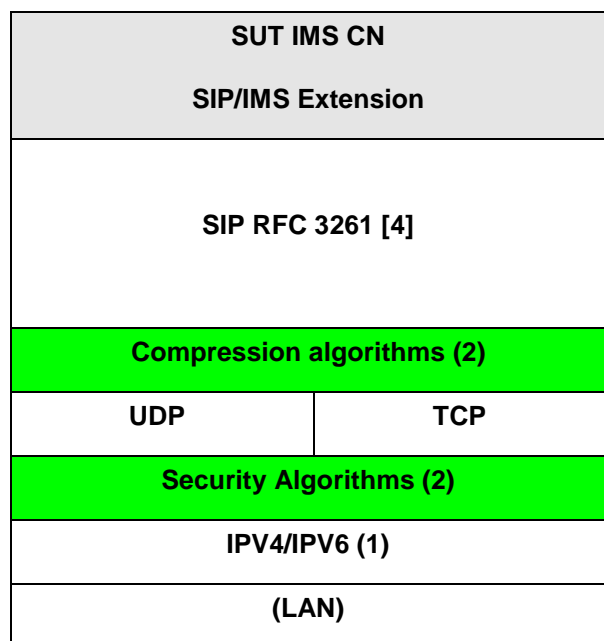 SUT IMS CN
SIP/IMS Extension
SIP RFC 3261 [4]
Compression algorithms (2)
UDP TCP
Security Algorithms (2)
IPV4/IPV6 (1)
(LAN)